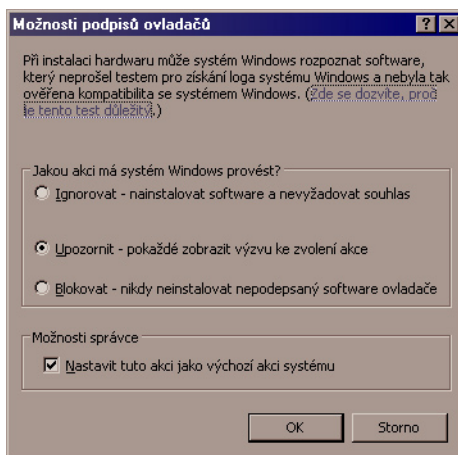 Možnosti podpisů ovladačů
Při instalaci hardwaru může systém Windows rozpoznat software,
který neprošel testem pro získání loga systému Windows a nebyla tak
ověřena kompatibilita se systémem Windows. (Zde se dozvíte, proč
je tento test důležitý.)
Jakou akci má systém Windows provést?
Ignorovat - nainstalovat software a nevyžadovat souhlas
Upozornit - pokaždé zobrazit výzvu ke zvolení akce
Blokovat - nikdy neinstalovat nepodepsaný software ovladače
Možnosti správce
Nastavit tuto akci jako výchozí akci systému
OK
Storno